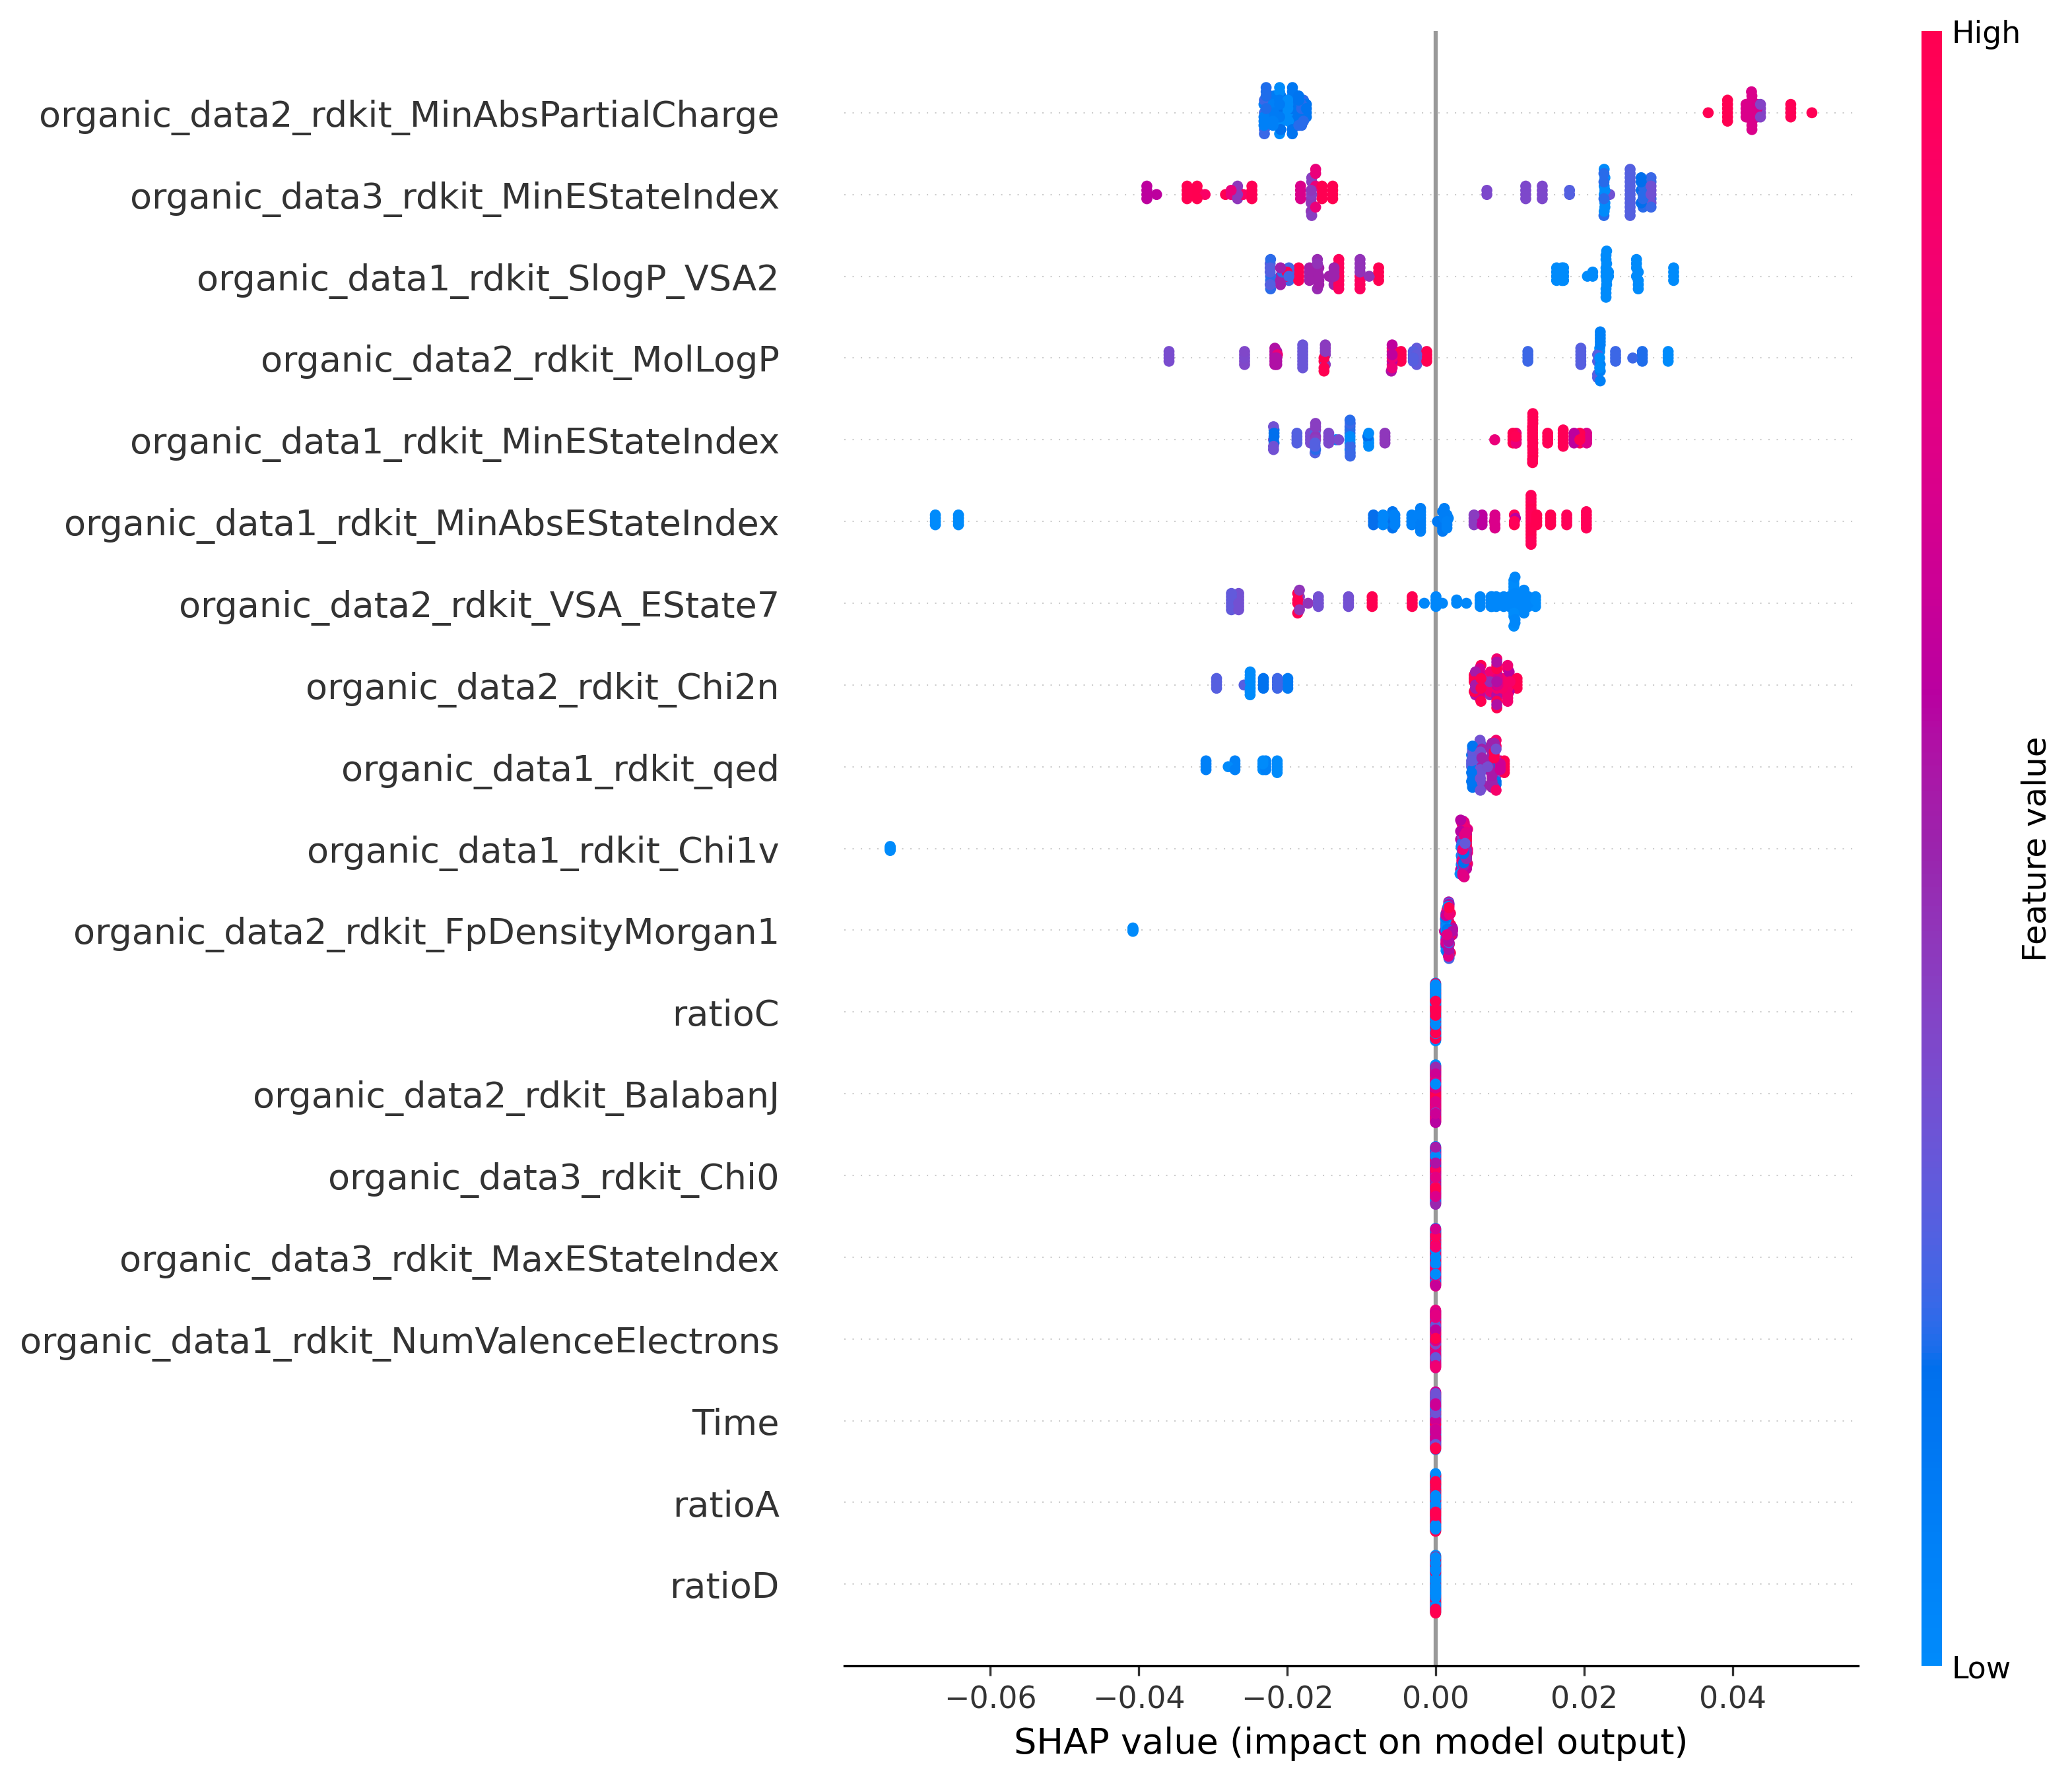 High
organic_data2_rdkit_MinAbsPartialCharge
organic_data3_rdkit_MinEStateIndex
organic_data1_rdkit_SlogP_VSA2
organic_data2_rdkit_MolLogP
organic_data1_rdkit_MinEStateIndex
organic_data1_rdkit_MinAbsEStateIndex
organic_data2_rdkit_VSA_EState7
organic_data2_rdkit_Chi2n
organic_data1_rdkit_qed
organic_data1_rdkit_Chi1v
organic_data2_rdkit_FpDensityMorgan1
ratioC
organic_data2_rdkit_BalabanJ
organic_data3_rdkit_Chi0
organic_data3_rdkit_MaxEStateIndex
organic_data1_rdkit_NumValenceElectrons
Time
ratioA
ratioD
Feature value
Low
−0.06 −0.04 −0.02 0.00 0.02 0.04
SHAP value (impact on model output)